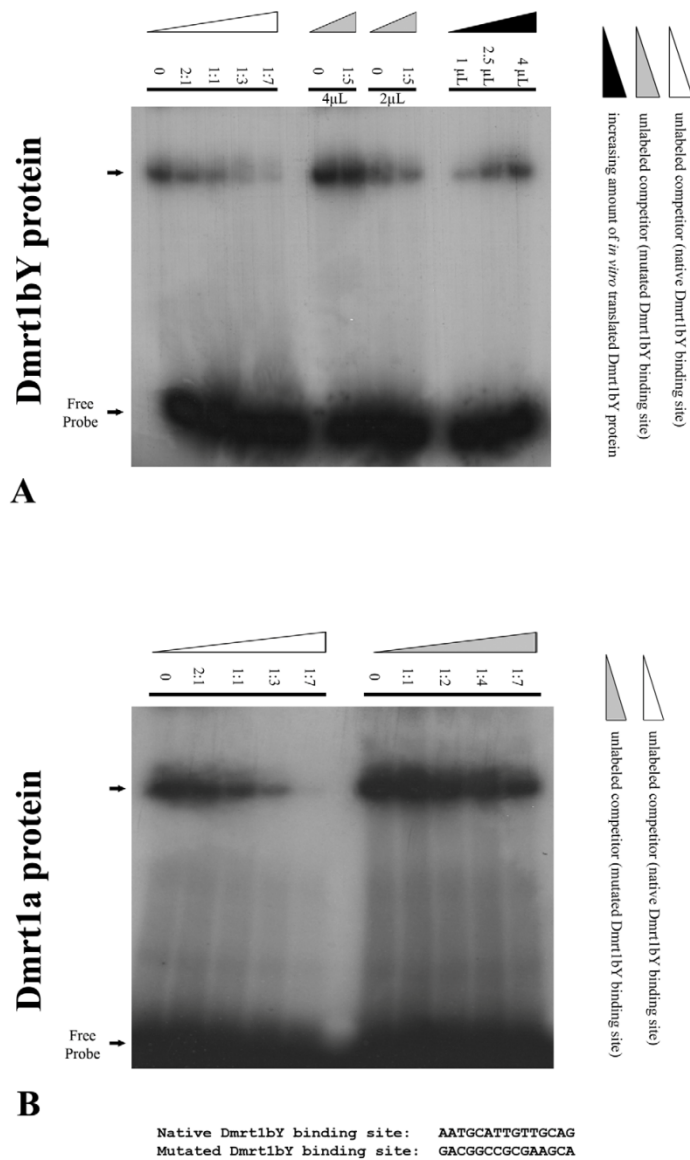 0 2:1 1:1 1:3 1:7
0 1:5
4µL
0 1:5
2µL
1 µL 2.5 µL 4 µL
Dmrt1bY protein
Free
Probe
A
unlabeled competitor (native Dmrt1bY binding site)
unlabeled competitor (mutated Dmrt1bY binding site)
increasing amount of in vitro translated Dmrt1bY protein
0 2:1 1:1 1:3 1:7
0 1:1 1:2 1:4 1:7
Dmrt1a protein
Free
Probe
B
unlabeled competitor (native Dmrt1bY binding site)
unlabeled competitor (mutated Dmrt1bY binding site)
Native Dmrt1bY binding site: AATGCATTGTTGCAG
Mutated Dmrt1bY binding site: GACGGCCGCGAAGCA